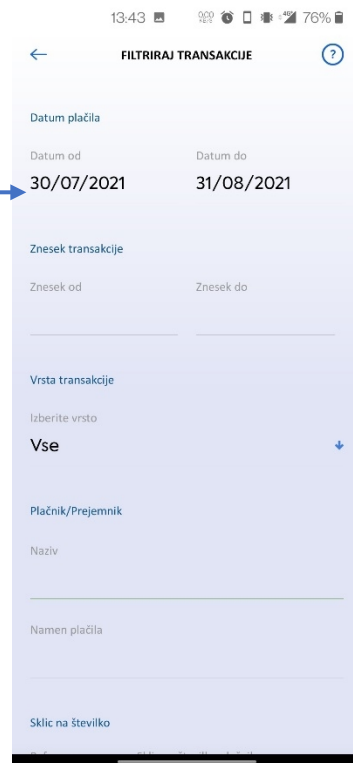 13:43 76%
FILTRIRAJ TRANSAKCIJE ?
Datum plačila
Datum od Datum do
30/07/2021 31/08/2021
Znesek transakcije
Znesek od Znesek do
Vrsta transakcije
Izberite vrsto
Vse
Plačnik/Prejemnik
Naziv
Namen plačila
Sklic na številko